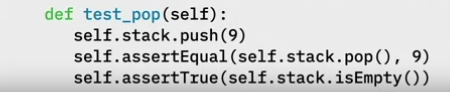 def test_pop(self):
self.stack.push(9)
self.assertEqual(self.stack.pop(), 9)
self.assertTrue(self.stack.isEmpty())